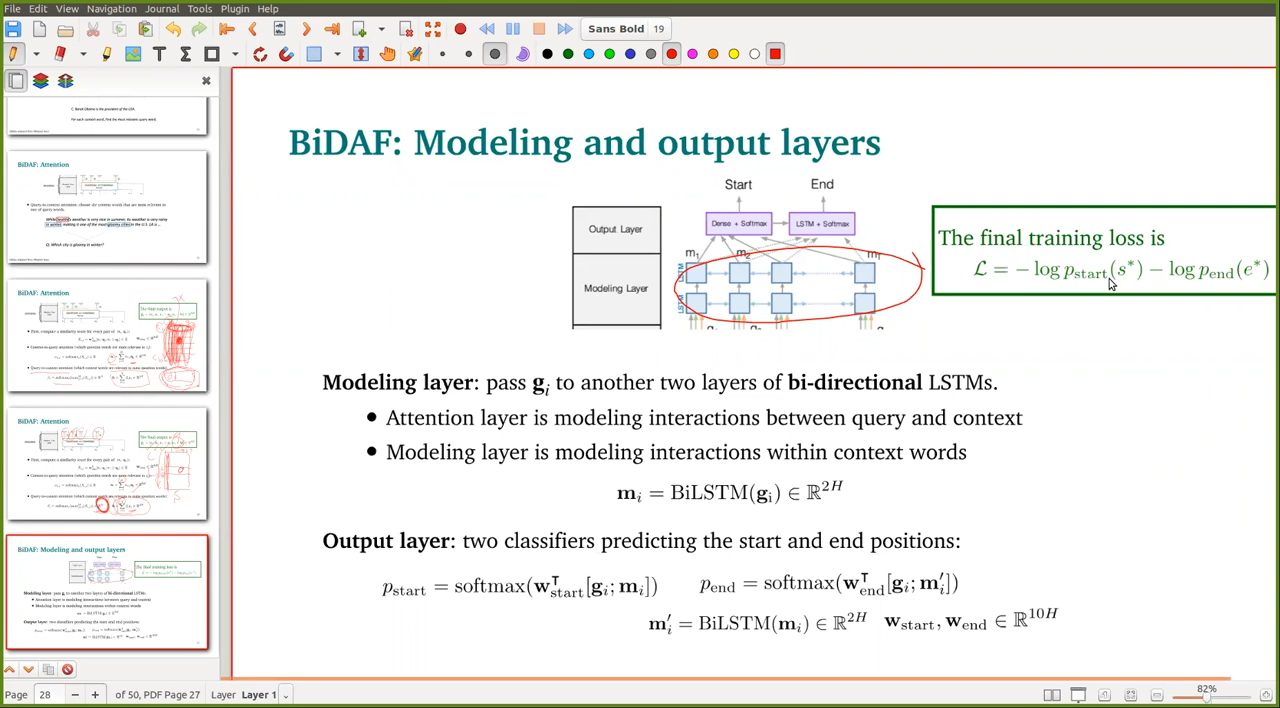 File Edit View Navigation Journal Tools Plugin Help
Sans Bold 19
BiDAF: Attention
BiDAF: Attention
BiDAF: Attention
BiDAF: Modeling and output layers
BiDAF: Modeling and output layers
Start End
Output Layer
Dense + Softmax LSTM + Softmax
m₁ m₂
Modeling Layer
LSTM
LSTM
The final training loss is
ℒ = − log p_start(s*) − log p_end(e*)
Modeling layer: pass g_i to another two layers of bi-directional LSTMs.
• Attention layer is modeling interactions between query and context
• Modeling layer is modeling interactions within context words
m_i = BiLSTM(g_i) ∈ ℝ^{2H}
Output layer: two classifiers predicting the start and end positions:
p_start = softmax(w_start^⊤[g_i; m_i]) p_end = softmax(w_end^⊤[g_i; m′_i])
m′_i = BiLSTM(m_i) ∈ ℝ^{2H} w_start, w_end ∈ ℝ^{10H}
Page 28 − + of 50, PDF Page 27 Layer Layer 1 82%